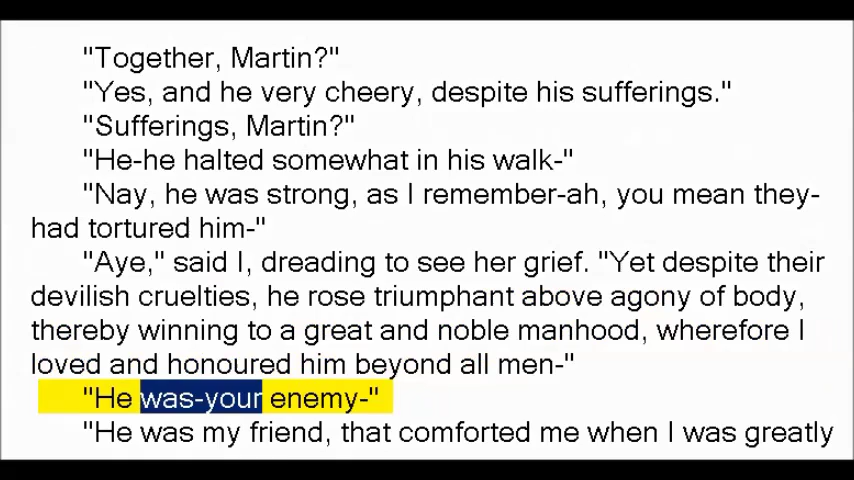 "Together, Martin?"
"Yes, and he very cheery, despite his sufferings."
"Sufferings, Martin?"
"He-he halted somewhat in his walk-"
"Nay, he was strong, as I remember-ah, you mean they-
had tortured him-"
"Aye," said I, dreading to see her grief. "Yet despite their
devilish cruelties, he rose triumphant above agony of body,
thereby winning to a great and noble manhood, wherefore I
loved and honoured him beyond all men-"
"He was-your enemy-"
"He was my friend, that comforted me when I was greatly